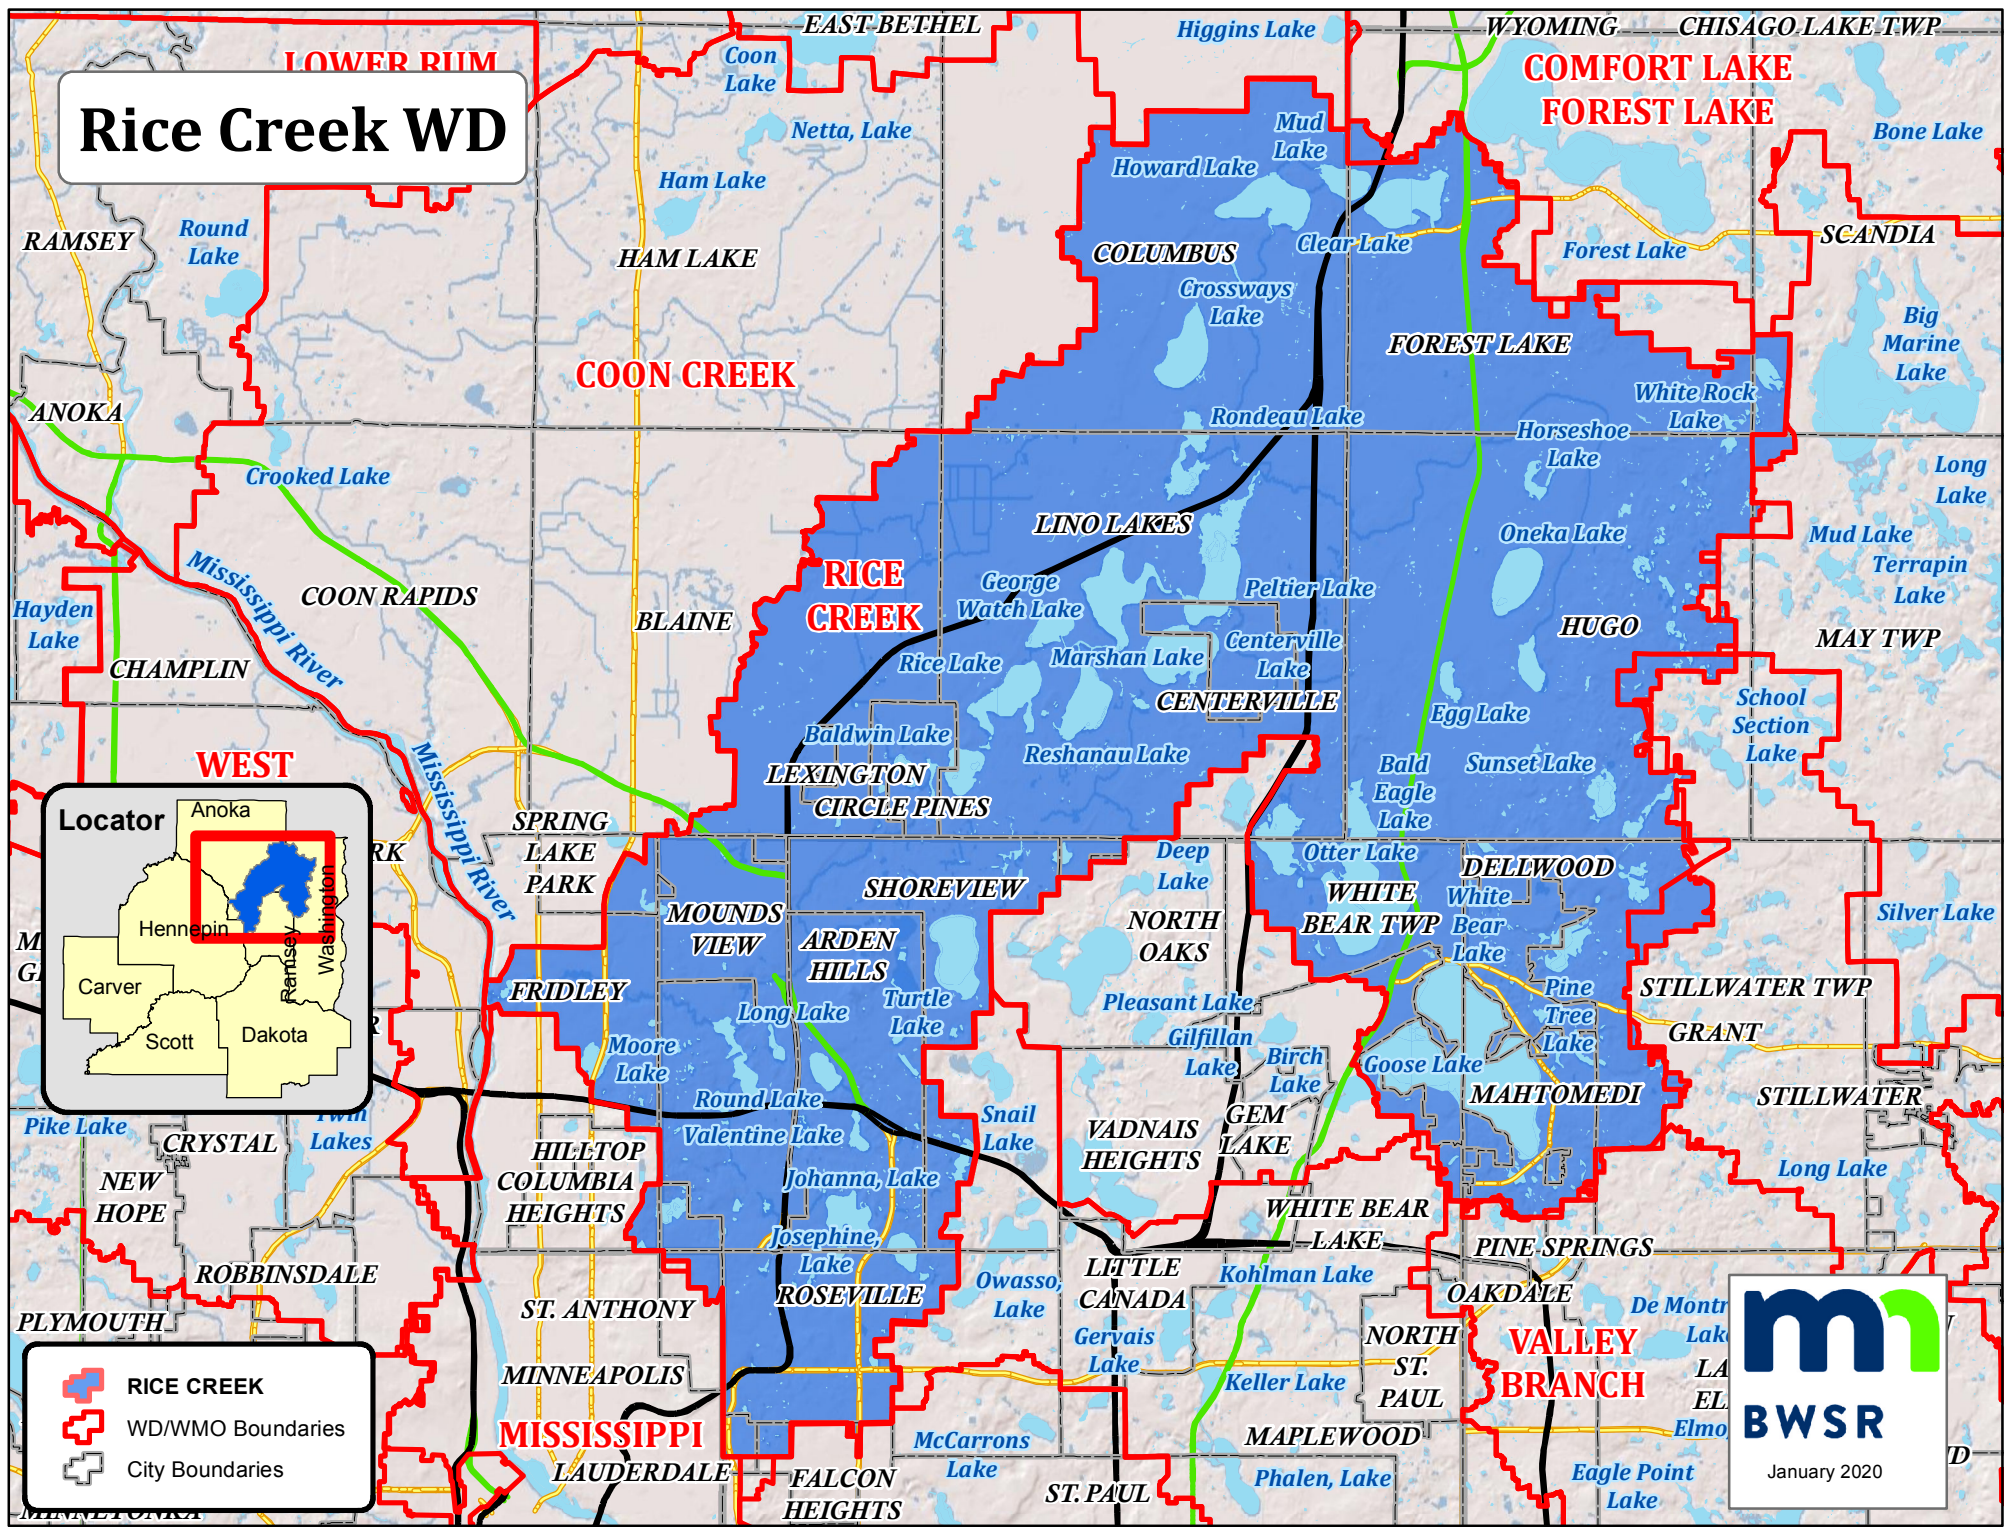 EAST BETHEL
Higgins Lake
WYOMING
CHISAGO LAKE TWP
LOWER RUM
Coon
Lake
COMFORT LAKE
FOREST LAKE
Rice Creek WD
Netta, Lake
Mud
Lake
Bone Lake
Howard Lake
Ham Lake
RAMSEY
Round
Lake
HAM LAKE
COLUMBUS
Clear Lake
Forest Lake
SCANDIA
Crossways
Lake
Big
Marine
Lake
FOREST LAKE
COON CREEK
White Rock
Lake
ANOKA
Rondeau Lake
Horseshoe
Lake
Crooked Lake
Long
Lake
LINO LAKES
Oneka Lake
Mud Lake
Terrapin
Lake
Mississippi River
COON RAPIDS
RICE
CREEK
George
Watch Lake
Peltier Lake
Hayden
Lake
BLAINE
HUGO
MAY TWP
CHAMPLIN
Rice Lake
Marshan Lake
Centerville
Lake
CENTERVILLE
Egg Lake
School
Section
Lake
WEST
Mississippi River
Baldwin Lake
Reshanau Lake
Bald
Eagle
Lake
Sunset Lake
LEXINGTON
CIRCLE PINES
Locator
Anoka
Hennepin
Ramsey
Washington
Carver
Scott
Dakota
RK
SPRING
LAKE
PARK
Mississippi River
Deep
Lake
Otter Lake
DELLWOOD
SHOREVIEW
WHITE
BEAR TWP
White
Bear
Lake
MOUNDS
VIEW
ARDEN
HILLS
NORTH
OAKS
Silver Lake
M
G
FRIDLEY
Long Lake
Turtle
Lake
Pleasant Lake
Pine
Tree
Lake
STILLWATER TWP
GRANT
R
Moore
Lake
Gilfillan
Lake
Birch
Lake
Goose Lake
Round Lake
MAHTOMEDI
STILLWATER
Pike Lake
Twin
Lakes
CRYSTAL
Valentine Lake
Snail
Lake
VADNAIS
HEIGHTS
GEM
LAKE
HILLTOP
COLUMBIA
HEIGHTS
Johanna, Lake
Long Lake
NEW
HOPE
WHITE BEAR
LAKE
Josephine,
Lake
PINE SPRINGS
ROBBINSDALE
ROSEVILLE
Owasso,
Lake
LITTLE
CANADA
Kohlman Lake
OAKDALE
De Montr
Lak
PLYMOUTH
ST. ANTHONY
Gervais
Lake
NORTH
ST.
PAUL
VALLEY
BRANCH
LA
EL
MINNEAPOLIS
Keller Lake
RICE CREEK
WD/WMO Boundaries
City Boundaries
MISSISSIPPI
McCarrons
Lake
MAPLEWOOD
Elmo,
mn
BWSR
January 2020
D
LAUDERDALE
FALCON
HEIGHTS
ST. PAUL
Phalen, Lake
Eagle Point
Lake
MINNETONKA